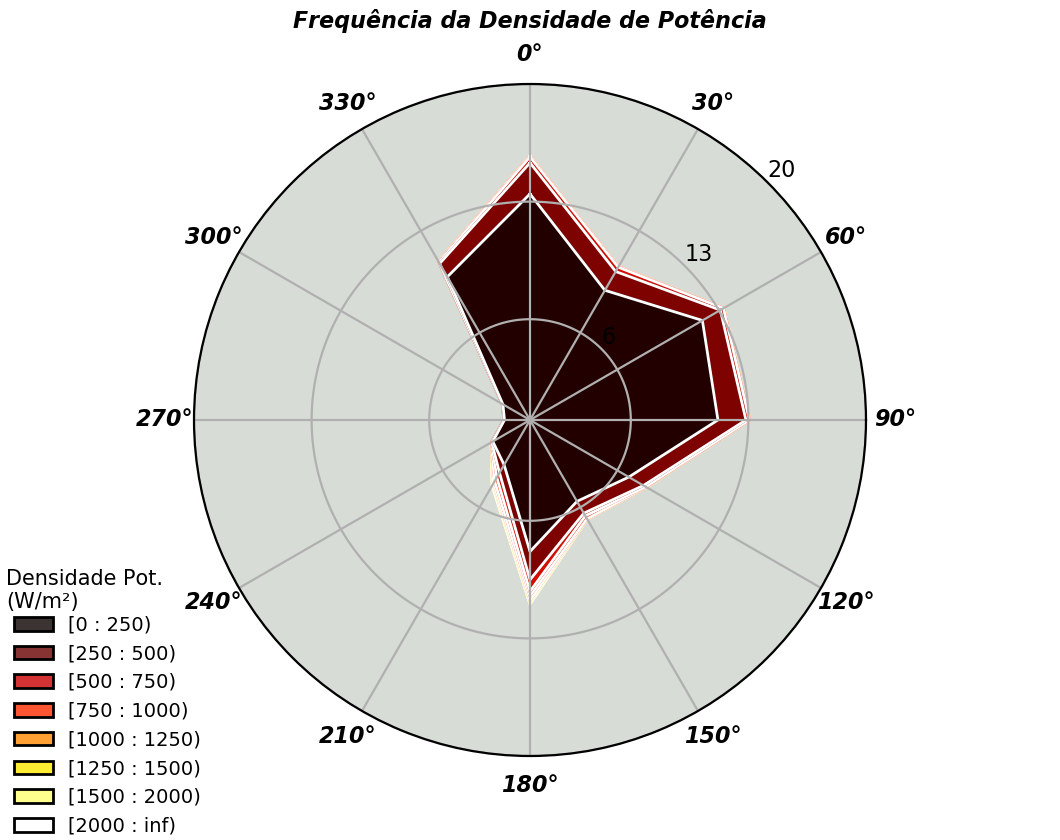 Frequência da Densidade de Potência
0°
330°
30°
20
300°
60°
13
6
270°
90°
240°
120°
210°
150°
180°
Densidade Pot.
(W/m²)
[0 : 250)
[250 : 500)
[500 : 750)
[750 : 1000)
[1000 : 1250)
[1250 : 1500)
[1500 : 2000)
[2000 : inf)